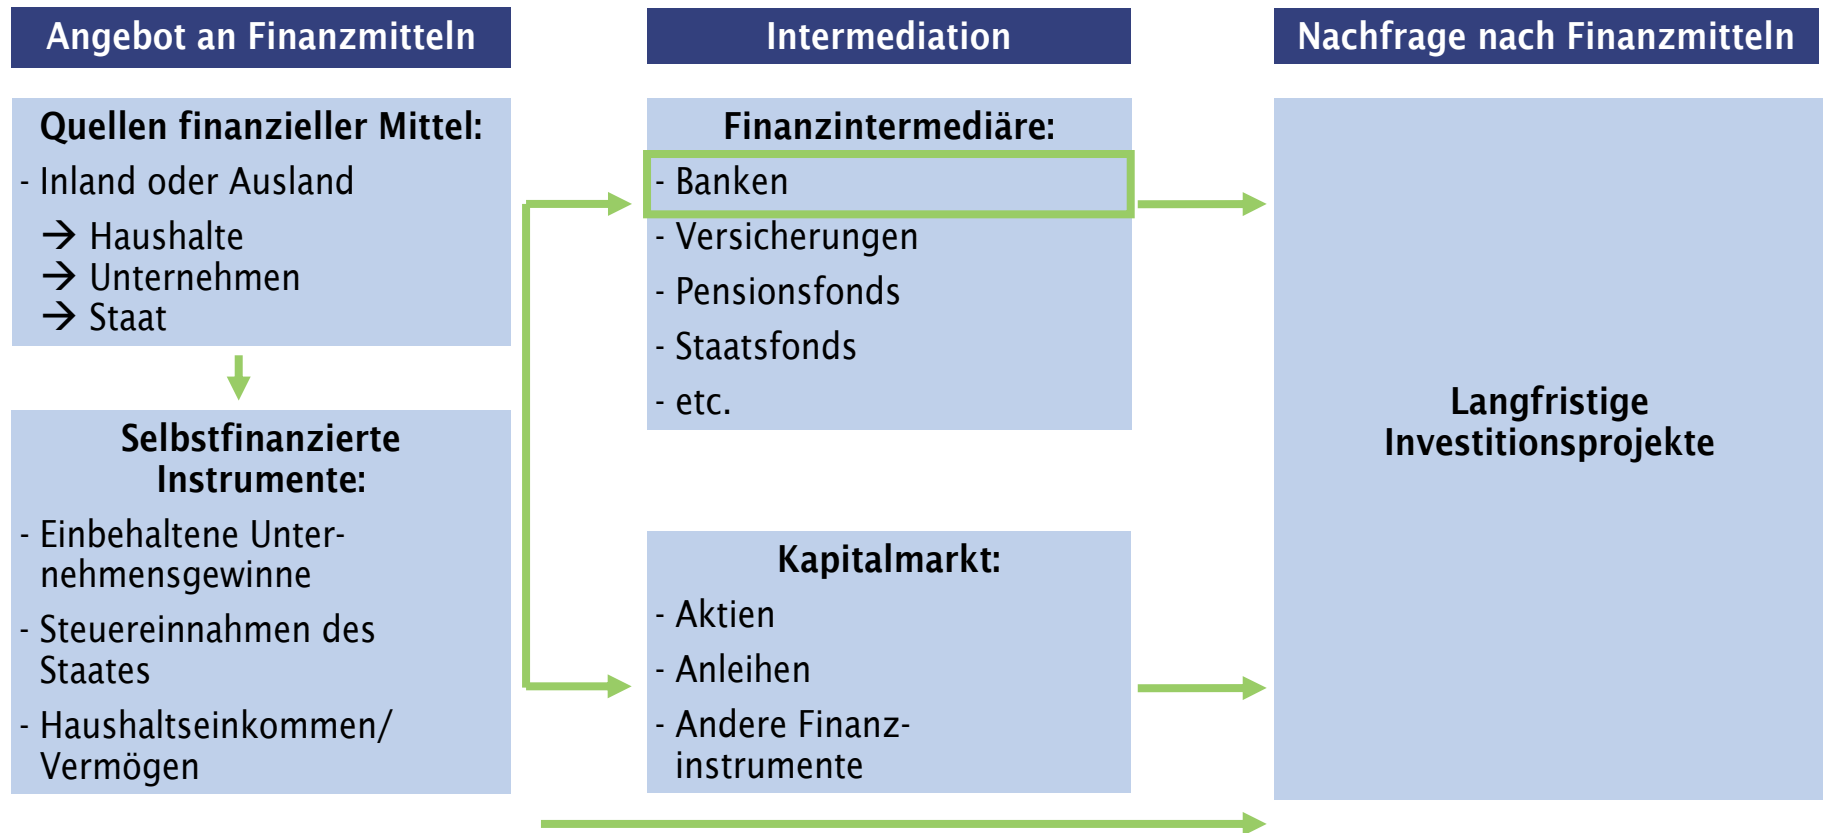 Angebot an Finanzmitteln
Quellen finanzieller Mittel:
- Inland oder Ausland
→ Haushalte
→ Unternehmen
→ Staat
Selbstfinanzierte
Instrumente:
- Einbehaltene Unter-
nehmensgewinne
- Steuereinnahmen des
Staates
- Haushaltseinkommen/
Vermögen
Intermediation
Finanzintermediäre:
- Banken
- Versicherungen
- Pensionsfonds
- Staatsfonds
- etc.
Kapitalmarkt:
- Aktien
- Anleihen
- Andere Finanz-
instrumente
Nachfrage nach Finanzmitteln
Langfristige
Investitionsprojekte